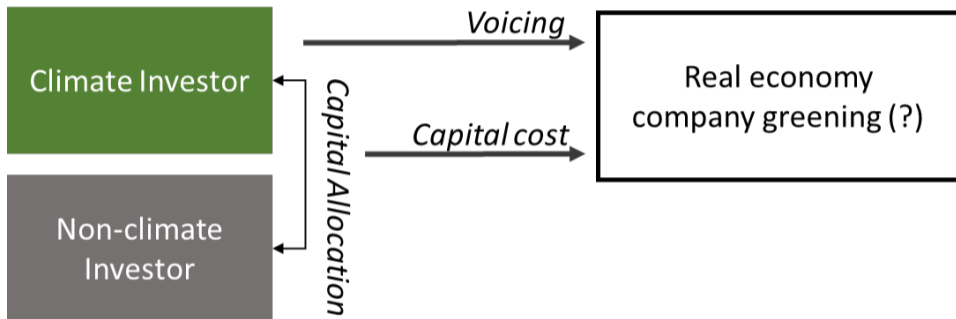 Climate Investor
Non-climate
Investor
Capital Allocation
Voicing
Capital cost
Real economy
company greening (?)